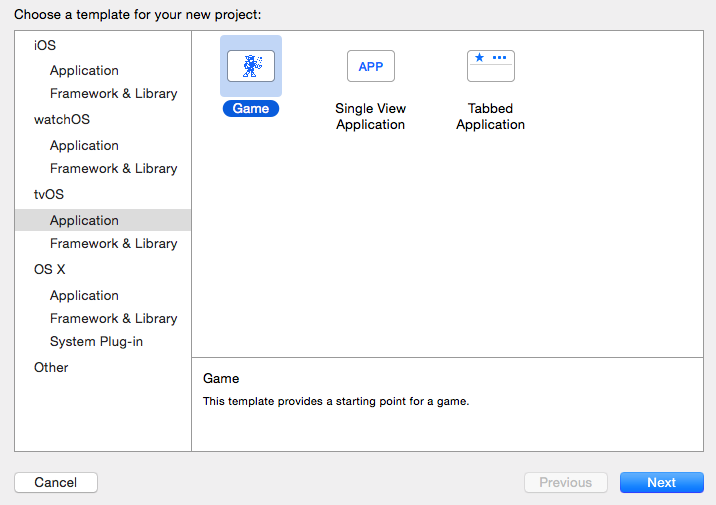 Choose a template for your new project:
iOS
Application
Framework & Library
watchOS
Application
Framework & Library
tvOS
Application
Framework & Library
OS X
Application
Framework & Library
System Plug-in
Other
Game
APP
Single View
Application
Tabbed
Application
Game
This template provides a starting point for a game.
Cancel
Previous
Next